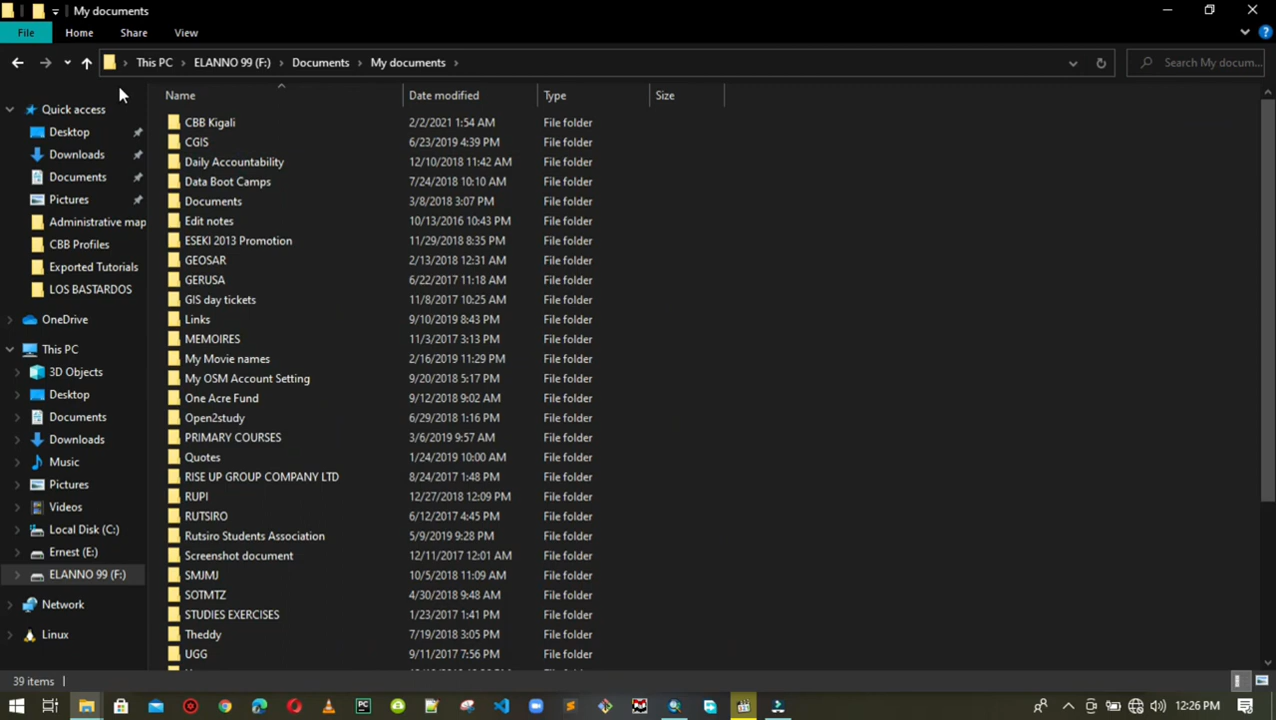 My documents
File Home Share View
This PC ELANNO 99 (F:) Documents My documents Search My docum...
Name Date modified Type Size
Quick access
Desktop
Downloads
Documents
Pictures
Administrative map
CBB Profiles
Exported Tutorials
LOS BASTARDOS
OneDrive
This PC
3D Objects
Desktop
Documents
Downloads
Music
Pictures
Videos
Local Disk (C:)
Ernest (E:)
ELANNO 99 (F:)
Network
Linux
CBB Kigali 2/2/2021 1:54 AM File folder
CGIS 6/23/2019 4:39 PM File folder
Daily Accountability 12/10/2018 11:42 AM File folder
Data Boot Camps 7/24/2018 10:10 AM File folder
Documents 3/8/2018 3:07 PM File folder
Edit notes 10/13/2016 10:43 PM File folder
ESEKI 2013 Promotion 11/29/2018 8:35 PM File folder
GEOSAR 2/13/2018 12:31 AM File folder
GERUSA 6/22/2017 11:18 AM File folder
GIS day tickets 11/8/2017 10:25 AM File folder
Links 9/10/2019 8:43 PM File folder
MEMOIRES 11/3/2017 3:13 PM File folder
My Movie names 2/16/2019 11:29 PM File folder
My OSM Account Setting 9/20/2018 5:17 PM File folder
One Acre Fund 9/12/2018 9:02 AM File folder
Open2study 6/29/2018 1:16 PM File folder
PRIMARY COURSES 3/6/2019 9:57 AM File folder
Quotes 1/24/2019 10:00 AM File folder
RISE UP GROUP COMPANY LTD 8/24/2017 1:48 PM File folder
RUPI 12/27/2018 12:09 PM File folder
RUTSIRO 6/12/2017 4:45 PM File folder
Rutsiro Students Association 5/9/2019 9:28 PM File folder
Screenshot document 12/11/2017 12:01 AM File folder
SMJMJ 10/5/2018 11:09 AM File folder
SOTMTZ 4/30/2018 9:48 AM File folder
STUDIES EXERCISES 1/23/2017 1:41 PM File folder
Theddy 7/19/2018 3:05 PM File folder
UGG 9/11/2017 7:56 PM File folder
39 items
12:26 PM